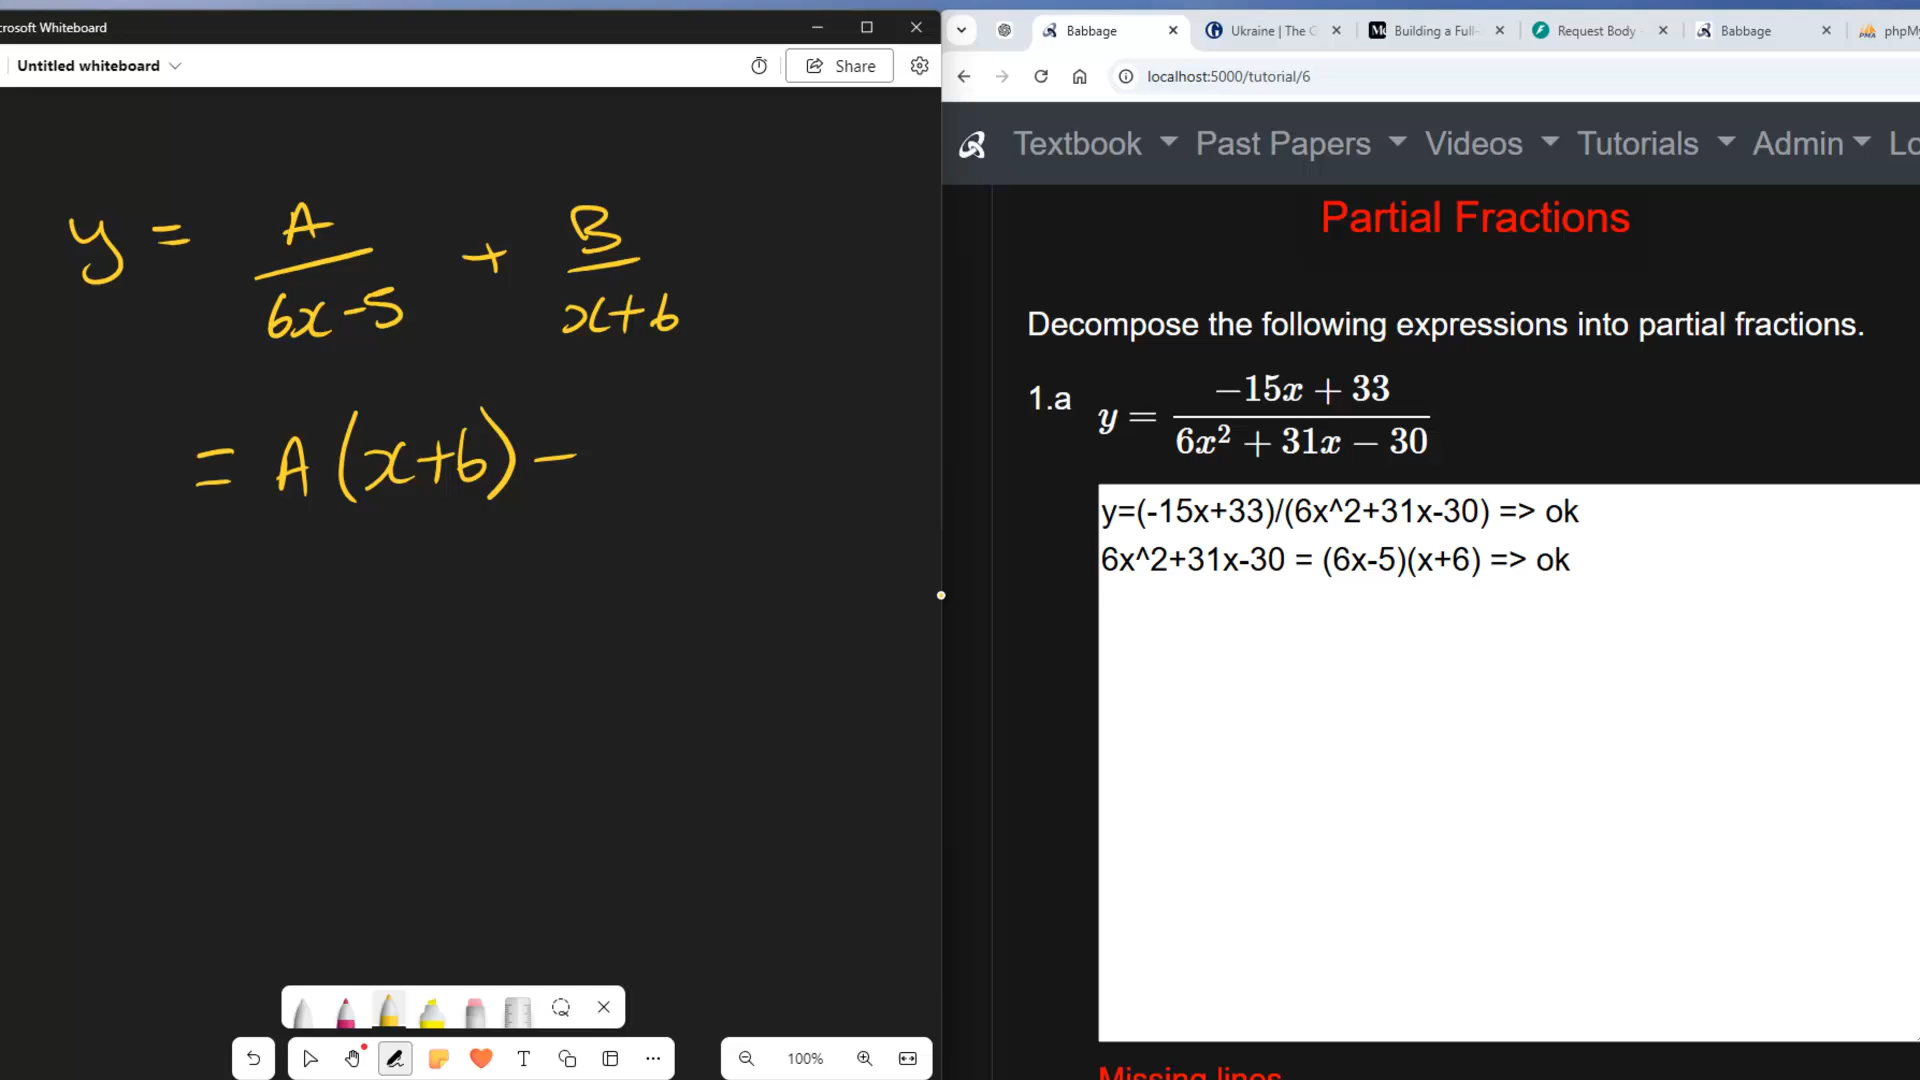 crosoft Whiteboard
Untitled whiteboard
Share
y = A/(6x-5) + B/(x+6)
= A(x+6) -
100%
Babbage
Ukraine | The G
Building a Full-
Request Body
Babbage
phpMy
localhost:5000/tutorial/6
Textbook Past Papers Videos Tutorials Admin Lo
Partial Fractions
Decompose the following expressions into partial fractions.
1.a y = (−15x + 33)/(6x² + 31x − 30)
y=(-15x+33)/(6x^2+31x-30) => ok
6x^2+31x-30 = (6x-5)(x+6) => ok
Missing lines